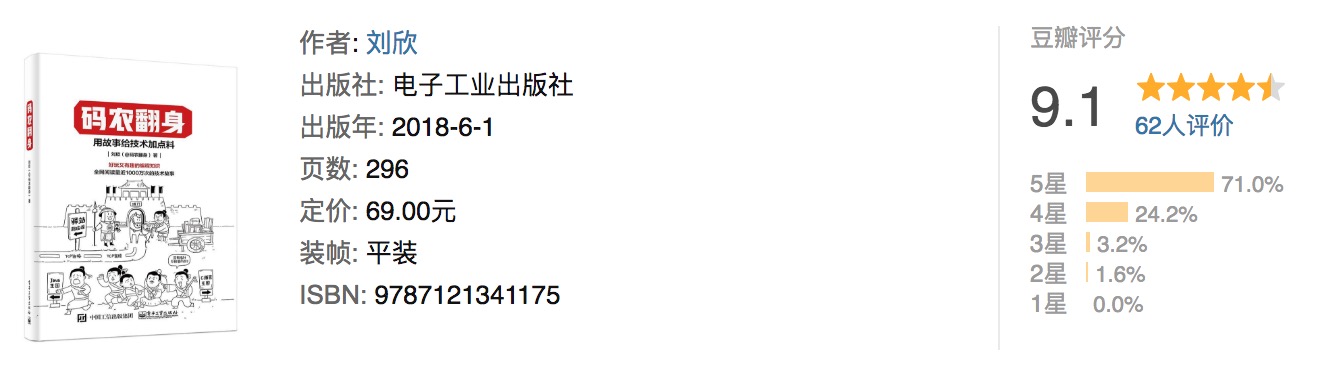 码农翻身
用故事给技术加点料
码农翻身
作者: 刘欣
出版社: 电子工业出版社
出版年: 2018-6-1
页数: 296
定价: 69.00元
装帧: 平装
ISBN: 9787121341175
豆瓣评分
9.1
62人评价
5星 71.0%
4星 24.2%
3星 3.2%
2星 1.6%
1星 0.0%